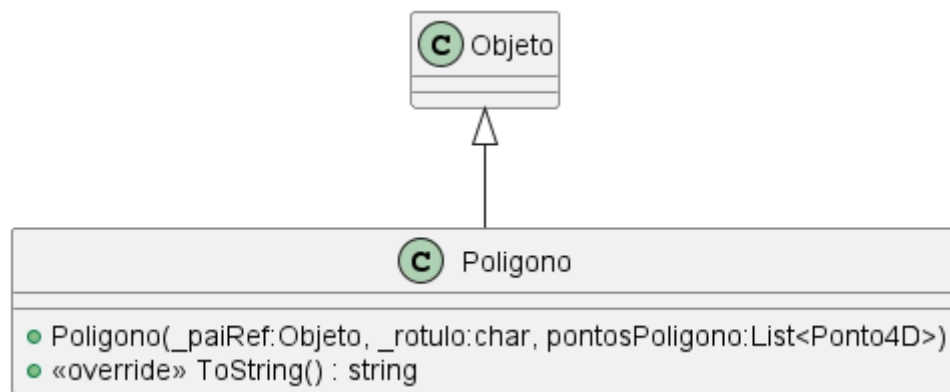 C Objeto
C Poligono
Poligono(_paiRef:Objeto, _rotulo:char, pontosPoligono:List<Ponto4D>)
«override» ToString() : string